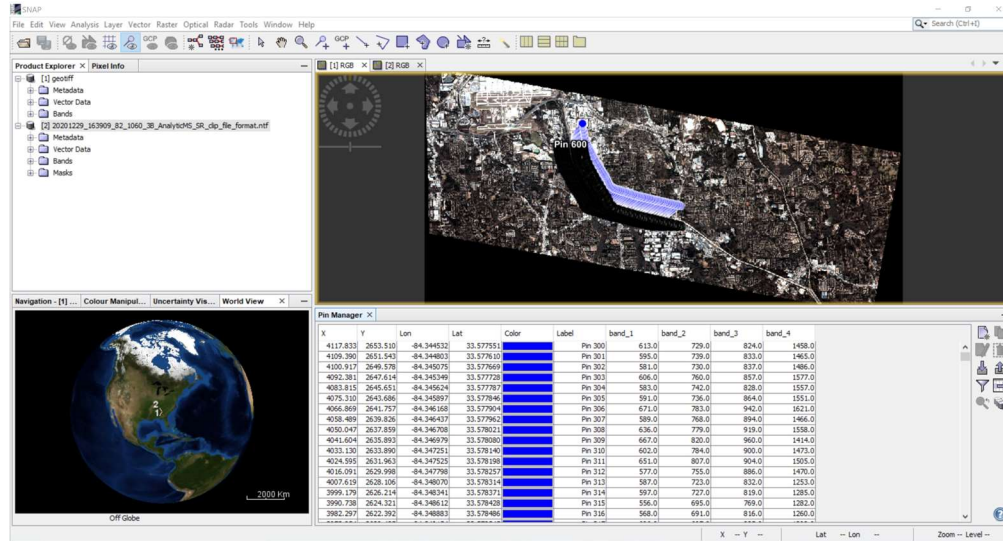 SNAP
File Edit View Analysis Layer Vector Raster Optical Radar Tools Window Help
Search (Ctrl+I)
GCP GCP
Product Explorer × Pixel Info
[1] geotiff
Metadata
Vector Data
Bands
[2] 20201229_163909_82_1060_3B_AnalyticMS_SR_clip_file_format.ntf
Metadata
Vector Data
Bands
Masks
[1] RGB × [2] RGB ×
Pin 600
Navigation - [1] ... Colour Manipul... Uncertainty Vis... World View ×
2
1
2000 Km
Off Globe
Pin Manager ×
X Y Lon Lat Color Label band_1 band_2 band_3 band_4
4117.833 2653.510 -84.344532 33.577551 Pin 300 613.0 729.0 824.0 1458.0
4109.390 2651.543 -84.344803 33.577610 Pin 301 595.0 739.0 833.0 1465.0
4100.917 2649.578 -84.345075 33.577669 Pin 302 581.0 730.0 837.0 1486.0
4092.381 2647.614 -84.345349 33.577728 Pin 303 606.0 760.0 857.0 1577.0
4083.815 2645.651 -84.345624 33.577787 Pin 304 583.0 742.0 828.0 1557.0
4075.310 2643.686 -84.345897 33.577846 Pin 305 591.0 736.0 864.0 1551.0
4066.869 2641.757 -84.346168 33.577904 Pin 306 671.0 783.0 942.0 1621.0
4058.489 2639.826 -84.346437 33.577962 Pin 307 589.0 768.0 894.0 1466.0
4050.047 2637.859 -84.346708 33.578021 Pin 308 636.0 779.0 919.0 1558.0
4041.604 2635.893 -84.346979 33.578080 Pin 309 667.0 820.0 960.0 1414.0
4033.130 2633.890 -84.347251 33.578140 Pin 310 602.0 784.0 900.0 1473.0
4024.595 2631.963 -84.347525 33.578198 Pin 311 651.0 807.0 904.0 1505.0
4016.091 2629.998 -84.347798 33.578257 Pin 312 577.0 755.0 886.0 1470.0
4007.619 2628.106 -84.348070 33.578314 Pin 313 587.0 723.0 832.0 1253.0
3999.179 2626.214 -84.348341 33.578371 Pin 314 597.0 727.0 819.0 1285.0
3990.738 2624.321 -84.348612 33.578428 Pin 315 556.0 695.0 769.0 1282.0
3982.297 2622.392 -84.348883 33.578486 Pin 316 568.0 691.0 816.0 1260.0
X -- Y -- Lat -- Lon -- Zoom -- Level --